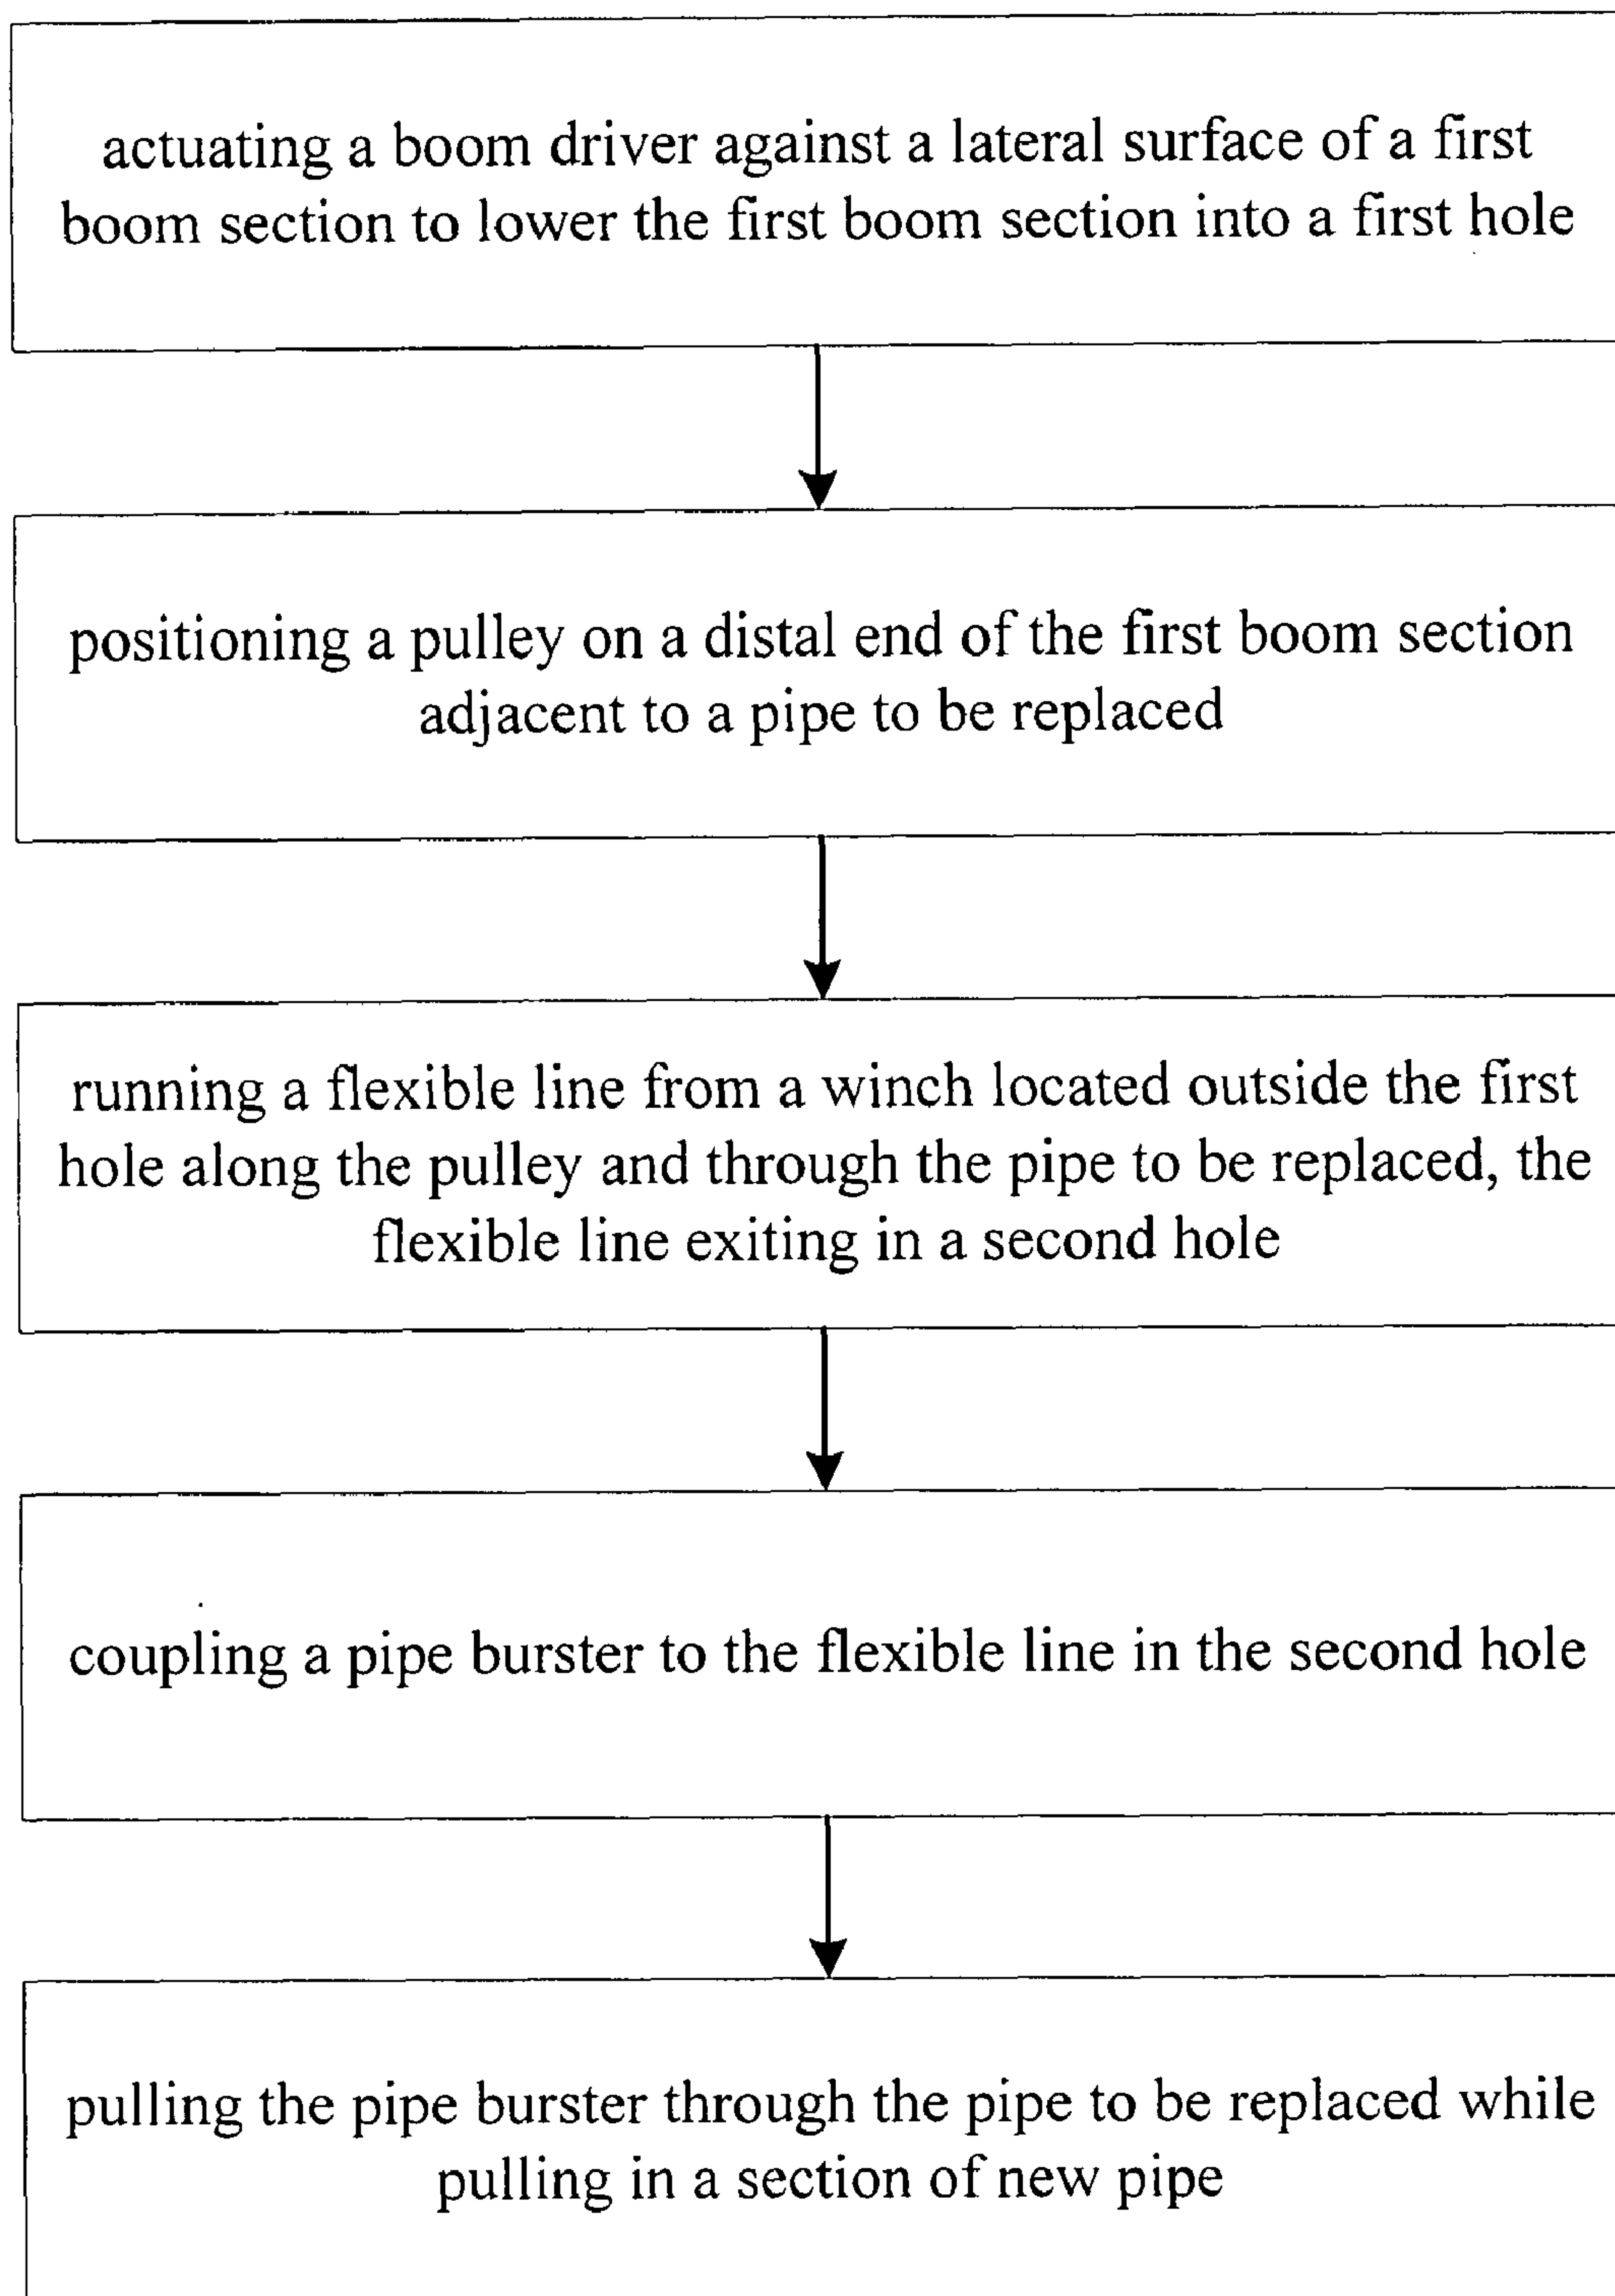 actuating a boom driver against a lateral surface of a first
boom section to lower the first boom section into a first hole
positioning a pulley on a distal end of the first boom section
adjacent to a pipe to be replaced
running a flexible line from a winch located outside the first
hole along the pulley and through the pipe to be replaced, the
flexible line exiting in a second hole
coupling a pipe burster to the flexible line in the second hole
pulling the pipe burster through the pipe to be replaced while
pulling in a section of new pipe